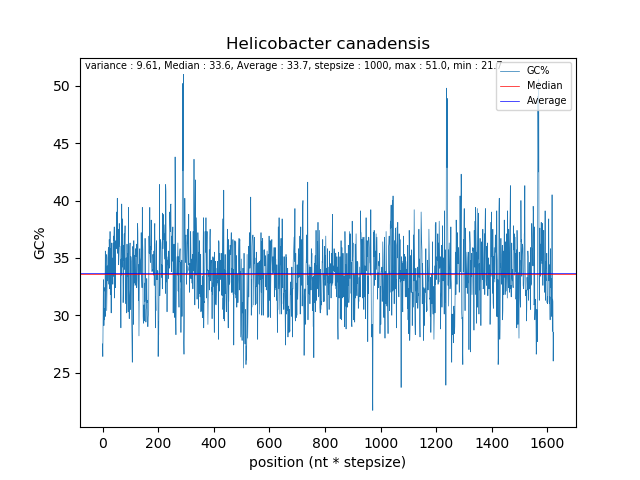 Helicobacter canadensis
variance : 9.61, Median : 33.6, Average : 33.7, stepsize : 1000, max : 51.0, min : 21.7
GC%
Median
Average
50
45
40
35
30
25
GC%
0 200 400 600 800 1000 1200 1400 1600
position (nt * stepsize)